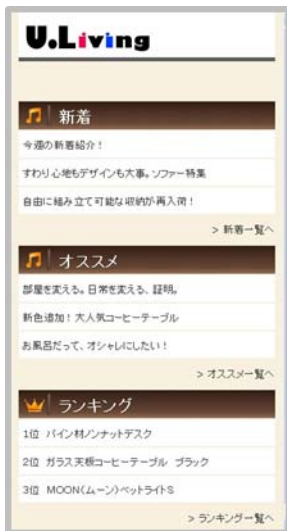 U.Living
新着
今週の新着紹介！
すわり心地もデザインも大事。ソファー特集
自由に組み立て可能な収納が再入荷！
> 新着一覧へ
オススメ
部屋を変える。日常を変える、証明。
新色追加！大人気コーヒーテーブル
お風呂だって、オシャレにしたい！
> オススメ一覧へ
ランキング
1位 パイン材ノンナットデスク
2位 ガラス天板コーヒーテーブル ブラック
3位 MOON(ムーン)ベットライトS
> ランキング一覧へ